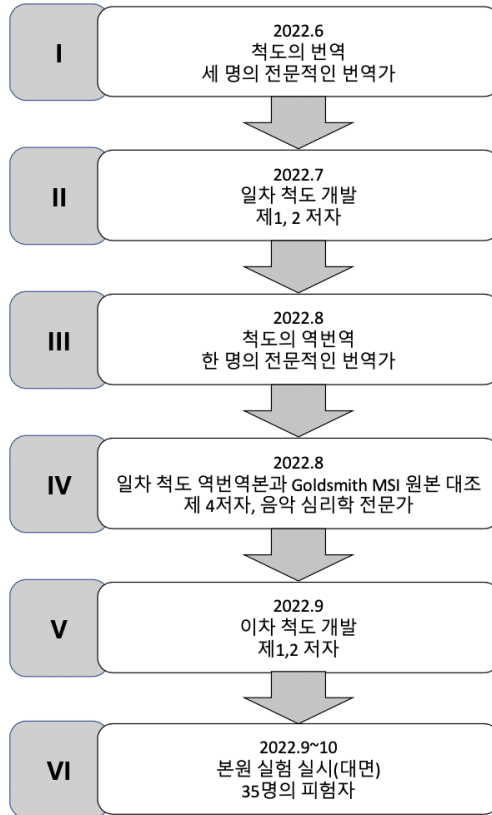 I
2022.6
척도의 번역
세 명의 전문적인 번역가
II
2022.7
일차 척도 개발
제1, 2 저자
III
2022.8
척도의 역번역
한 명의 전문적인 번역가
IV
2022.8
일차 척도 역번역본과 Goldsmith MSI 원본 대조
제 4저자, 음악 심리학 전문가
V
2022.9
이차 척도 개발
제1,2 저자
VI
2022.9~10
본원 실험 실시(대면)
35명의 피험자